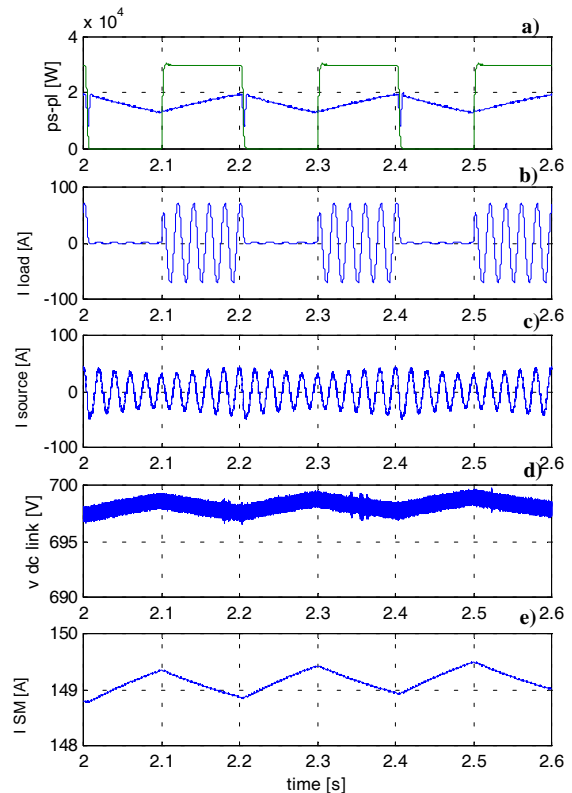 x 10⁴
a)
ps-pl [W]
4
2
0
2 2.1 2.2 2.3 2.4 2.5 2.6
b)
I load [A]
100
0
-100
2 2.1 2.2 2.3 2.4 2.5 2.6
c)
I source [A]
100
0
-100
2 2.1 2.2 2.3 2.4 2.5 2.6
d)
v dc link [V]
700
695
690
2 2.1 2.2 2.3 2.4 2.5 2.6
e)
I SM [A]
150
149
148
2 2.1 2.2 2.3 2.4 2.5 2.6
time [s]